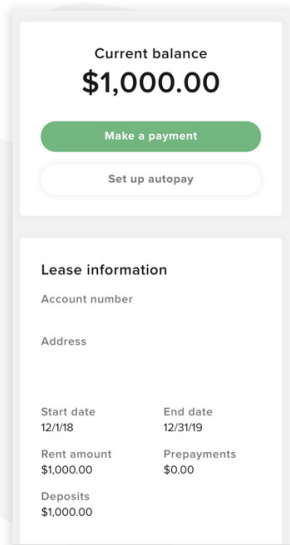 Current balance
$1,000.00
Make a payment
Set up autopay
Lease information
Account number
Address
Start date
End date
12/1/18
12/31/19
Rent amount
Prepayments
$1,000.00
$0.00
Deposits
$1,000.00